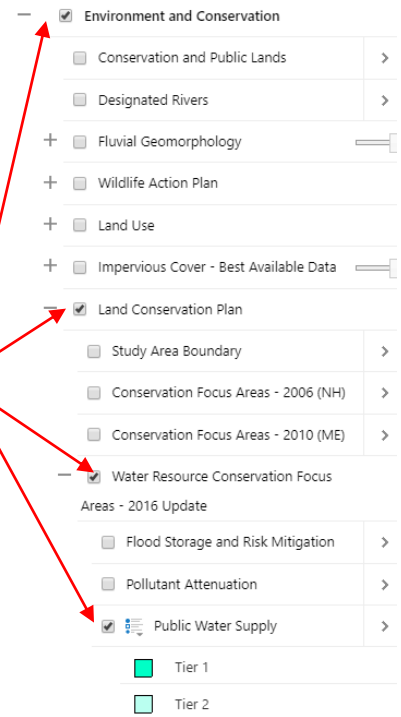 Environment and Conservation
Conservation and Public Lands
Designated Rivers
Fluvial Geomorphology
Wildlife Action Plan
Land Use
Impervious Cover - Best Available Data
Land Conservation Plan
Study Area Boundary
Conservation Focus Areas - 2006 (NH)
Conservation Focus Areas - 2010 (ME)
Water Resource Conservation Focus
Areas - 2016 Update
Flood Storage and Risk Mitigation
Pollutant Attenuation
Public Water Supply
Tier 1
Tier 2